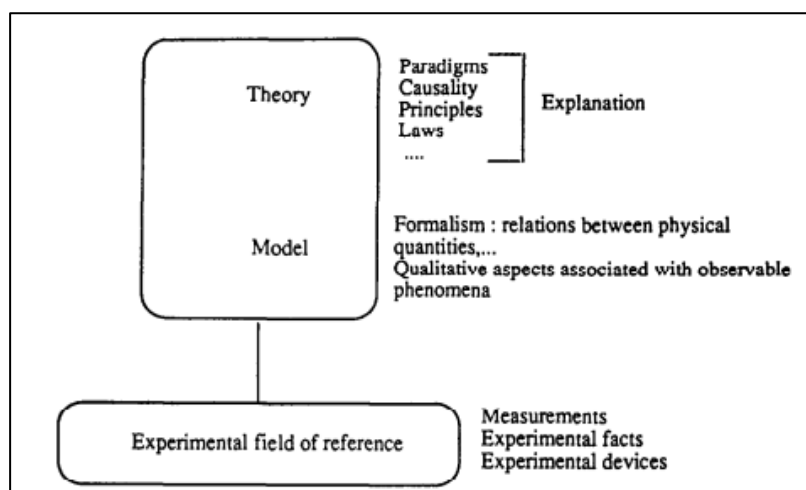 Theory
Paradigms
Causality
Principles
Laws
....
Explanation
Model
Formalism : relations between physical
quantities,...
Qualitative aspects associated with observable
phenomena
Experimental field of reference
Measurements
Experimental facts
Experimental devices